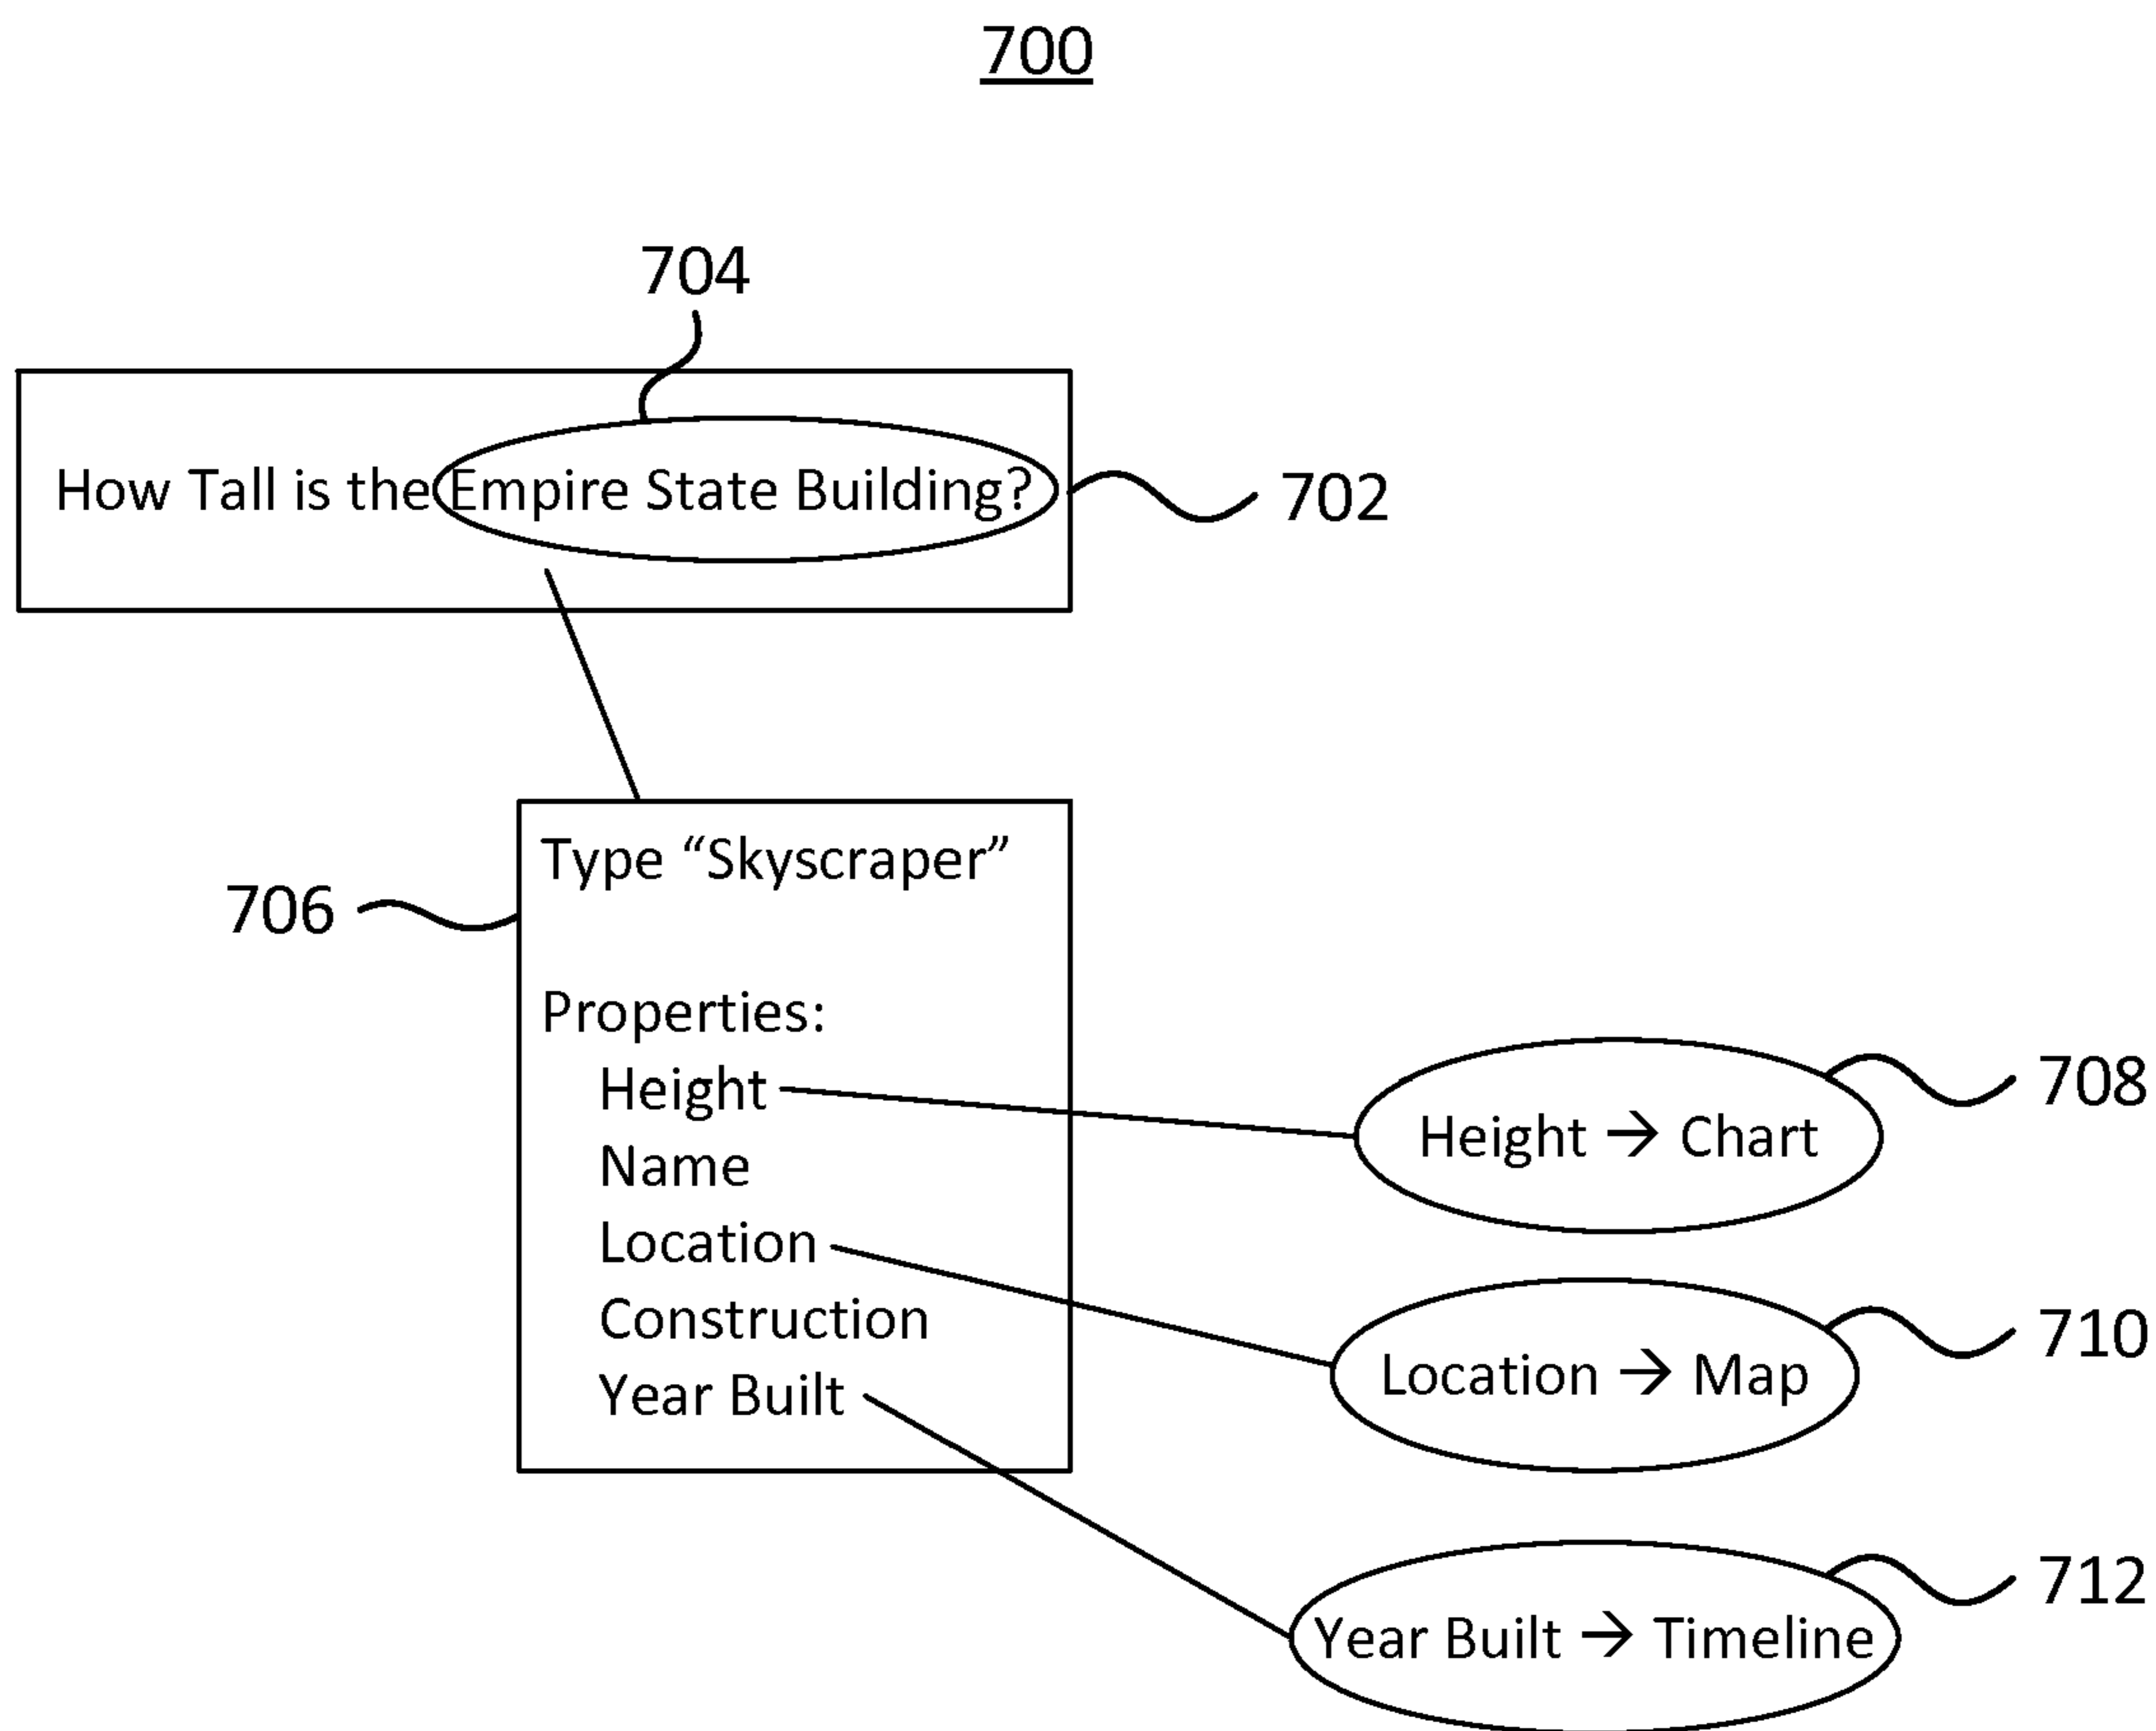 700
704
How Tall is the Empire State Building?
702
Type “Skyscraper”
706
Properties:
Height
Name
Location
Construction
Year Built
708
Height → Chart
710
Location → Map
712
Year Built → Timeline